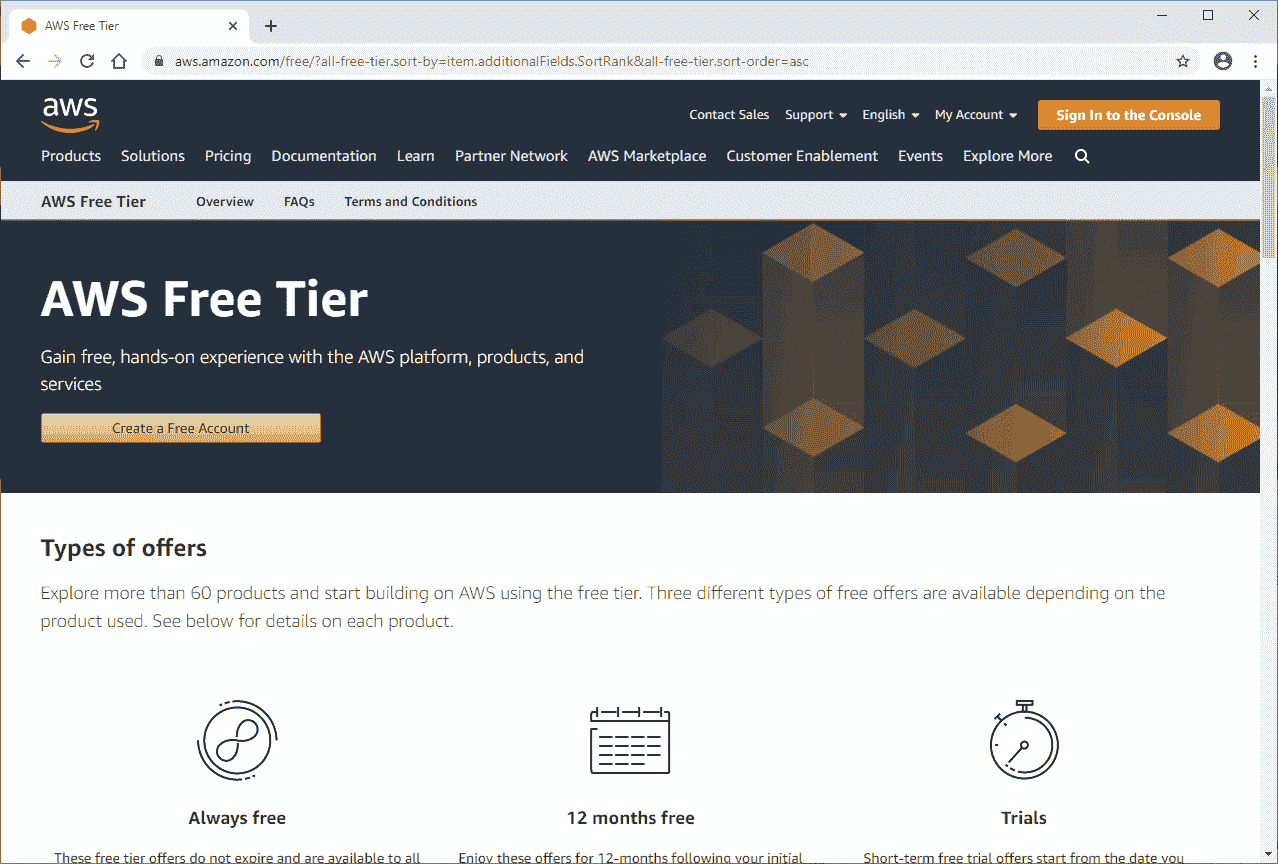 AWS Free Tier
aws.amazon.com/free/?all-free-tier.sort-by=item.additionalFields.SortRank&all-free-tier.sort-order=asc
aws
Contact Sales Support English My Account Sign In to the Console
Products Solutions Pricing Documentation Learn Partner Network AWS Marketplace Customer Enablement Events Explore More
AWS Free Tier Overview FAQs Terms and Conditions
AWS Free Tier
Gain free, hands-on experience with the AWS platform, products, and
services
Create a Free Account
Types of offers
Explore more than 60 products and start building on AWS using the free tier. Three different types of free offers are available depending on the
product used. See below for details on each product.
Always free 12 months free Trials
These free tier offers do not expire and are available to all Enjoy these offers for 12-months following your initial Short-term free trial offers start from the date you